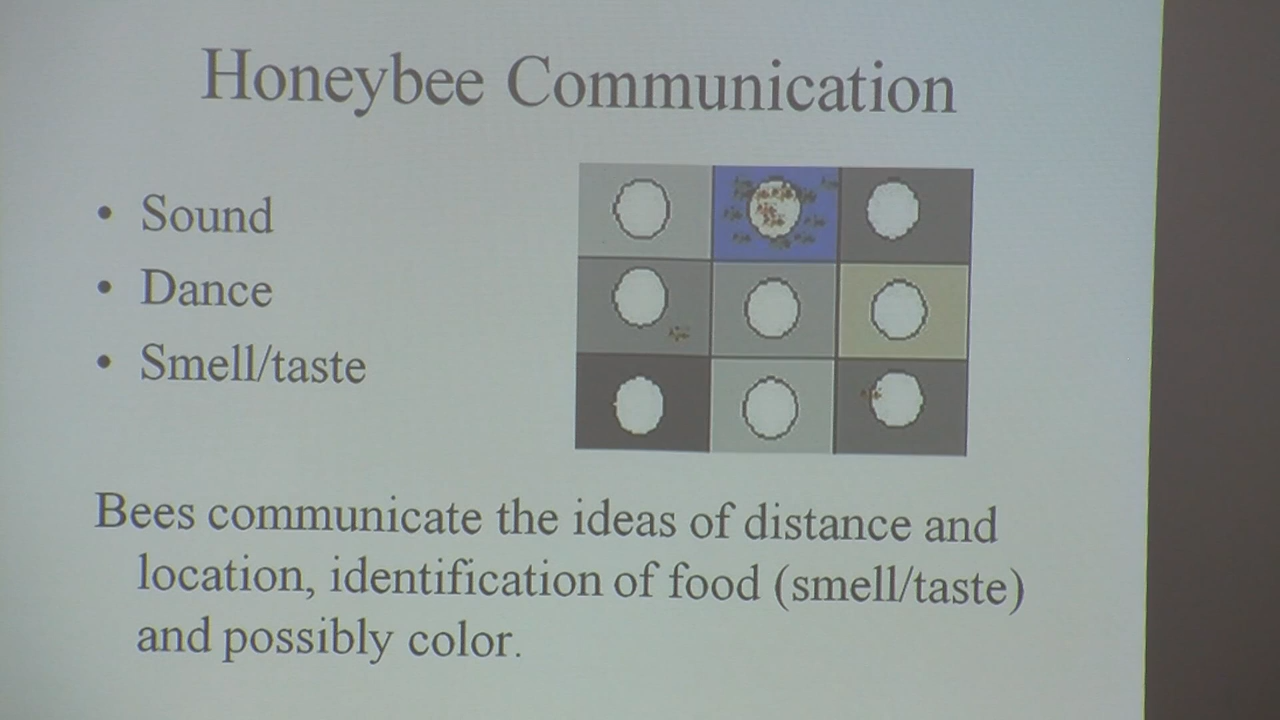 Honeybee Communication
• Sound
• Dance
• Smell/taste
Bees communicate the ideas of distance and
location, identification of food (smell/taste)
and possibly color.